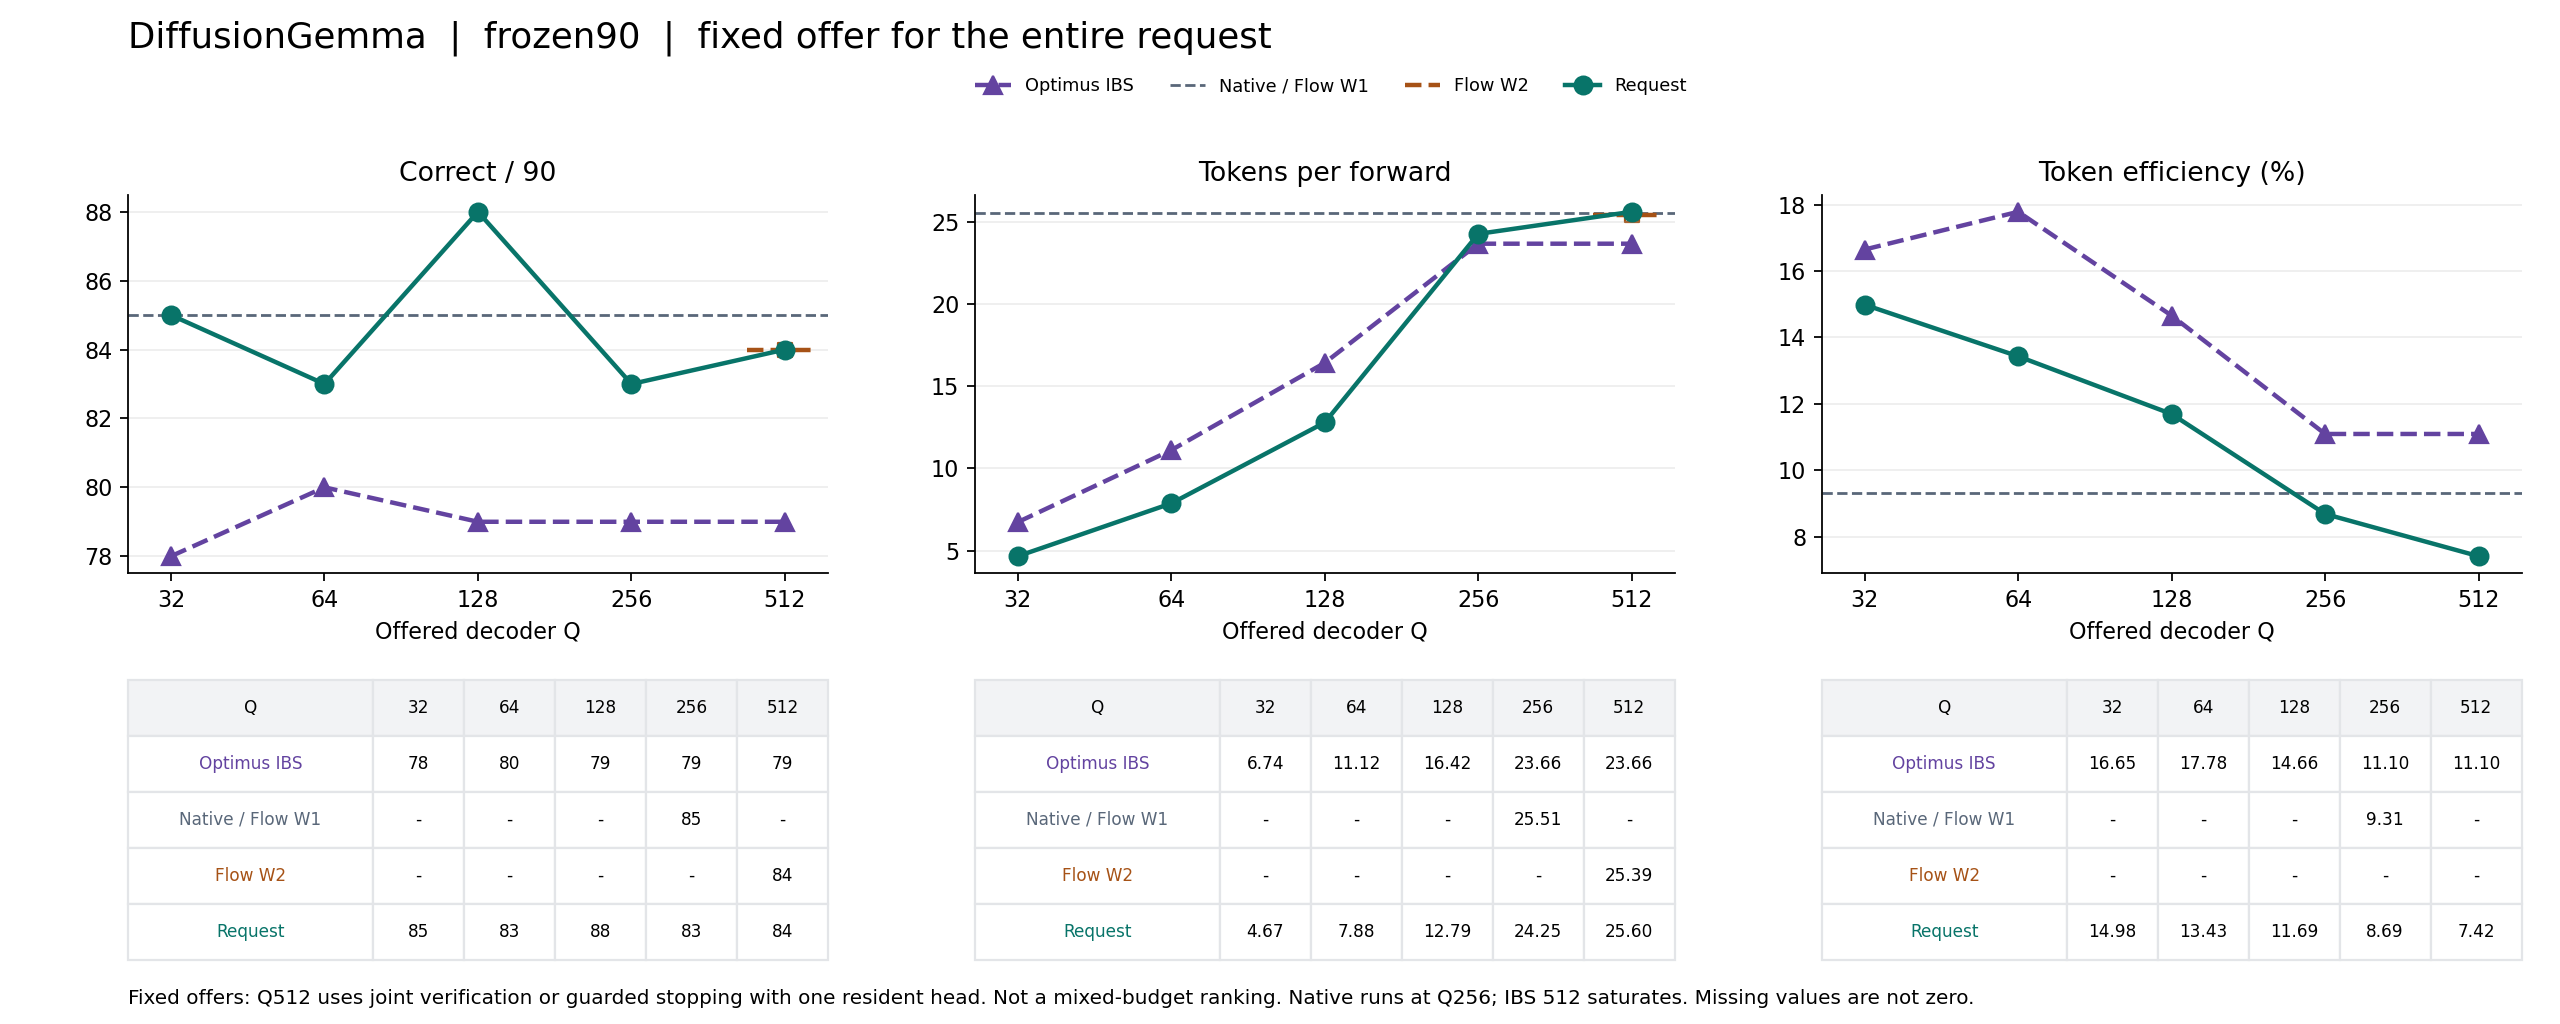 DiffusionGemma | frozen90 | fixed offer for the entire request
Optimus IBS Native / Flow W1 Flow W2 Request
Correct / 90
88
86
84
82
80
78
32 64 128 256 512
Offered decoder Q
Tokens per forward
25
20
15
10
5
32 64 128 256 512
Offered decoder Q
Token efficiency (%)
18
16
14
12
10
8
32 64 128 256 512
Offered decoder Q
Q 32 64 128 256 512
Optimus IBS 78 80 79 79 79
Native / Flow W1 - - - 85 -
Flow W2 - - - - 84
Request 85 83 88 83 84
Q 32 64 128 256 512
Optimus IBS 6.74 11.12 16.42 23.66 23.66
Native / Flow W1 - - - 25.51 -
Flow W2 - - - - 25.39
Request 4.67 7.88 12.79 24.25 25.60
Q 32 64 128 256 512
Optimus IBS 16.65 17.78 14.66 11.10 11.10
Native / Flow W1 - - - 9.31 -
Flow W2 - - - - -
Request 14.98 13.43 11.69 8.69 7.42
Fixed offers: Q512 uses joint verification or guarded stopping with one resident head. Not a mixed-budget ranking. Native runs at Q256; IBS 512 saturates. Missing values are not zero.